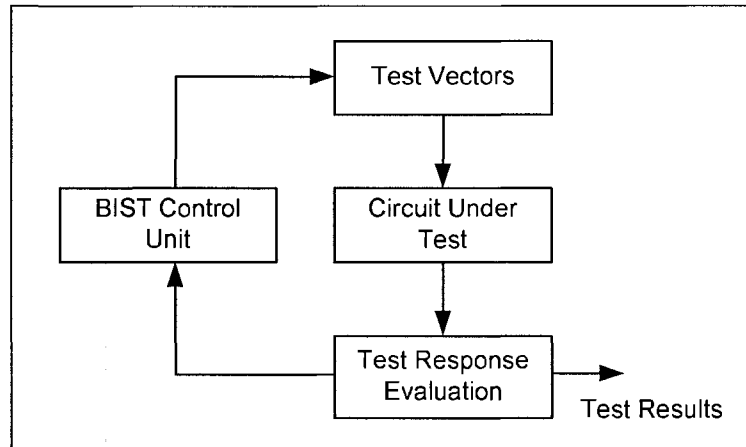 Test Vectors
BIST Control
Unit
Circuit Under
Test
Test Response
Evaluation
Test Results